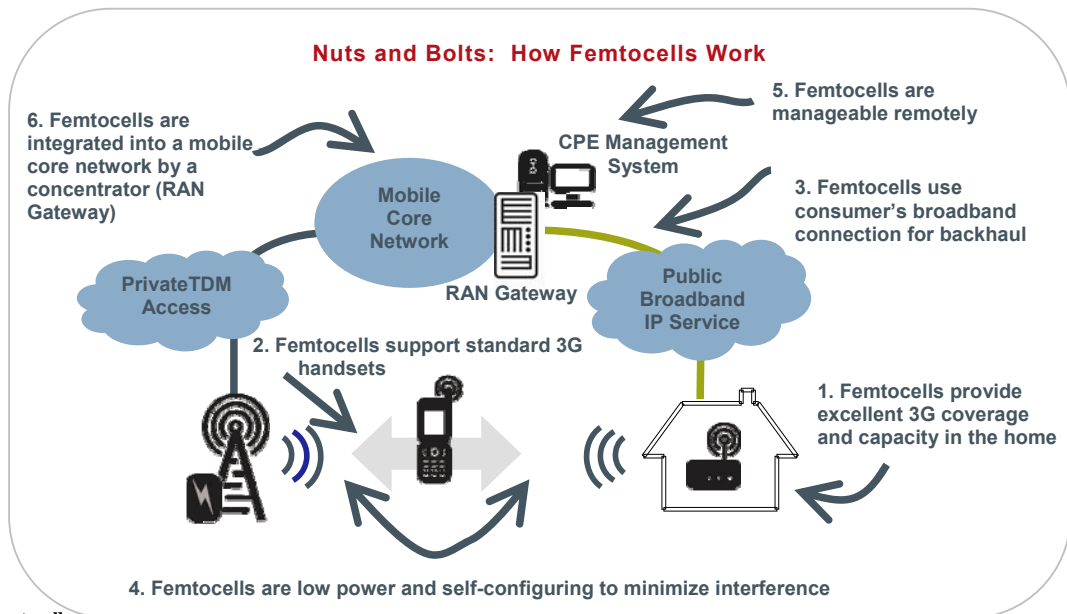 Nuts and Bolts: How Femtocells Work
6. Femtocells are
integrated into a mobile
core network by a
concentrator (RAN
Gateway)
5. Femtocells are
manageable remotely
CPE Management
System
3. Femtocells use
consumer's broadband
connection for backhaul
Mobile
Core
Network
RAN Gateway
PrivateTDM
Access
Public
Broadband
IP Service
2. Femtocells support standard 3G
handsets
1. Femtocells provide
excellent 3G coverage
and capacity in the home
4. Femtocells are low power and self-configuring to minimize interference